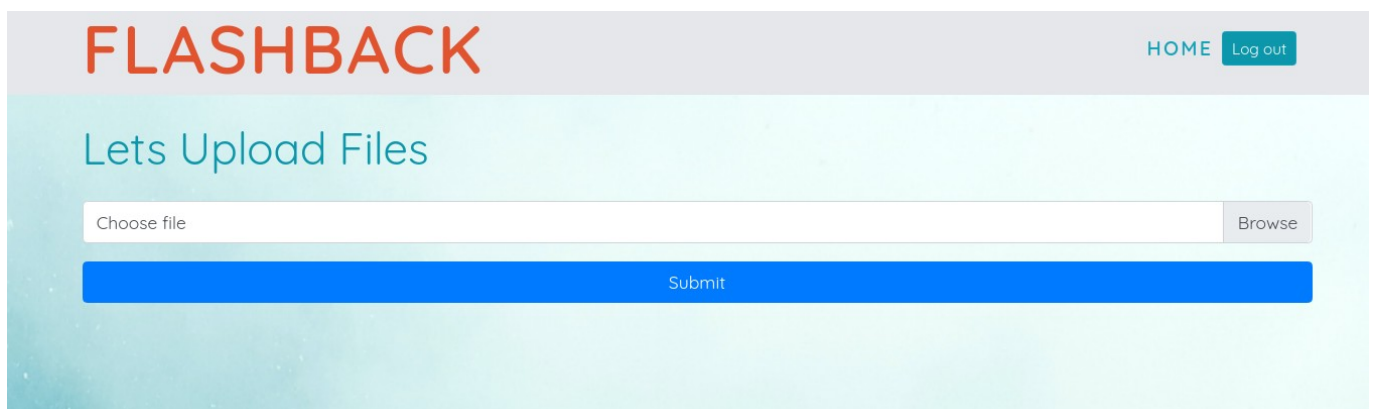 FLASHBACK
HOME Log out
Lets Upload Files
Choose file Browse
Submit